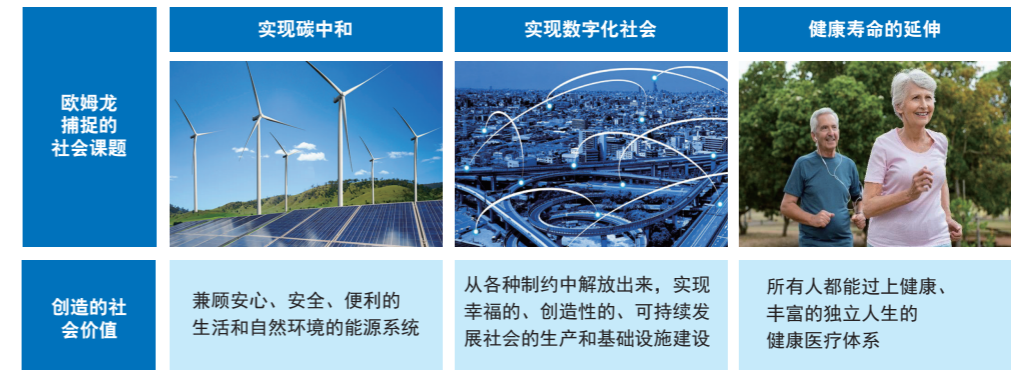 实现碳中和
实现数字化社会
健康寿命的延伸
欧姆龙
捕捉的
社会课题
创造的社
会价值
兼顾安心、安全、便利的
生活和自然环境的能源系统
从各种制约中解放出来，实现
幸福的、创造性的、可持续发
展社会的生产和基础设施建设
所有人都能过上健康、
丰富的独立人生的
健康医疗体系